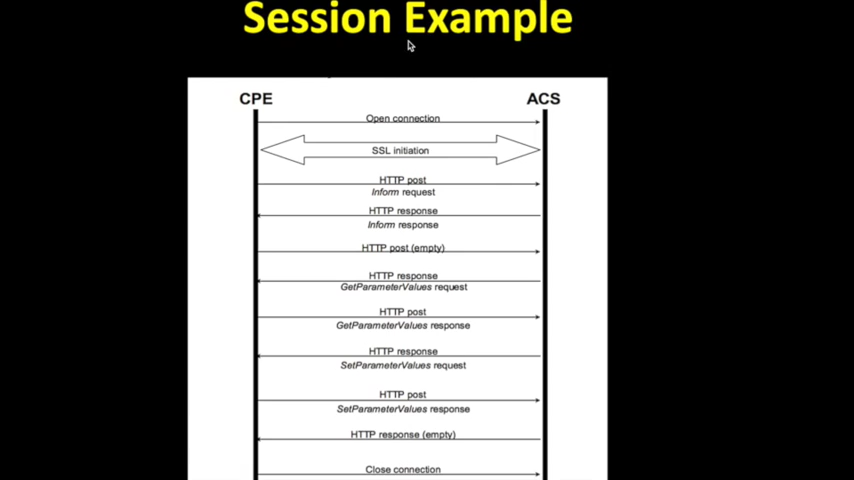 Session Example
CPE
ACS
Open connection
SSL initiation
HTTP post
Inform request
HTTP response
Inform response
HTTP post (empty)
HTTP response
GetParameterValues request
HTTP post
GetParameterValues response
HTTP response
SetParameterValues request
HTTP post
SetParameterValues response
HTTP response (empty)
Close connection